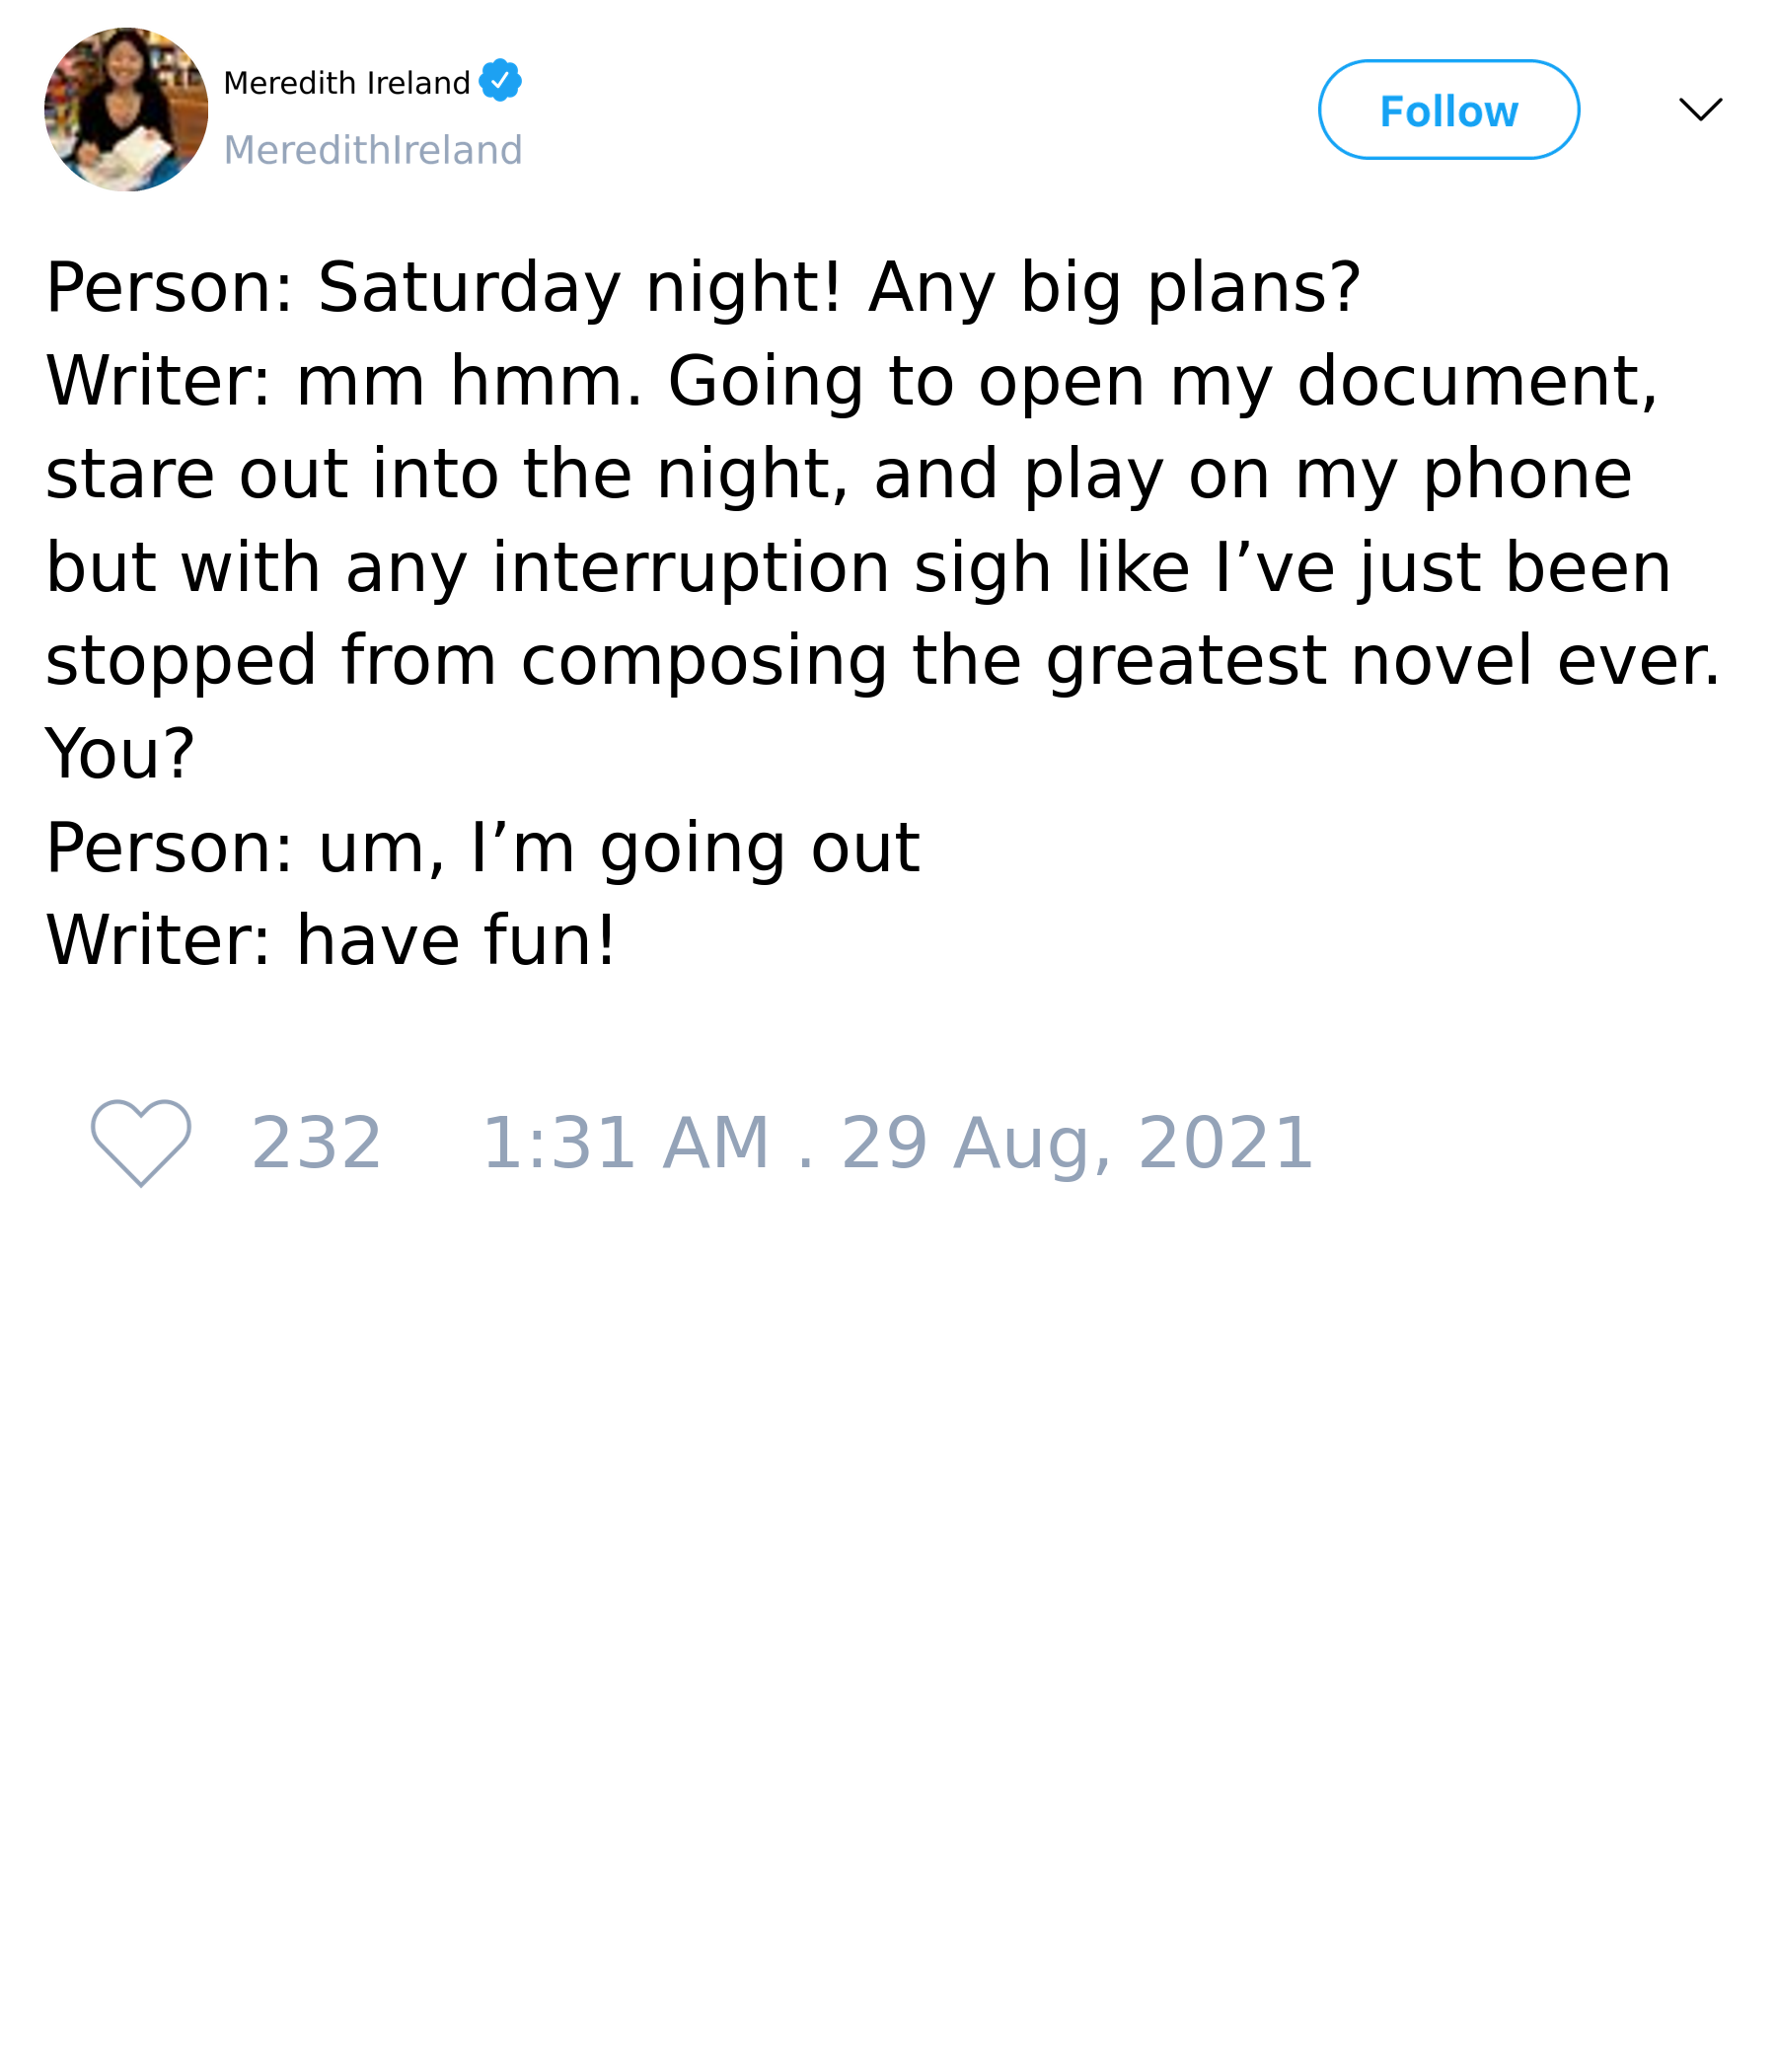 Meredith Ireland
MeredithIreland
Follow
Person: Saturday night! Any big plans?
Writer: mm hmm. Going to open my document,
stare out into the night, and play on my phone
but with any interruption sigh like I’ve just been
stopped from composing the greatest novel ever.
You?
Person: um, I’m going out
Writer: have fun!
232 1:31 AM . 29 Aug, 2021